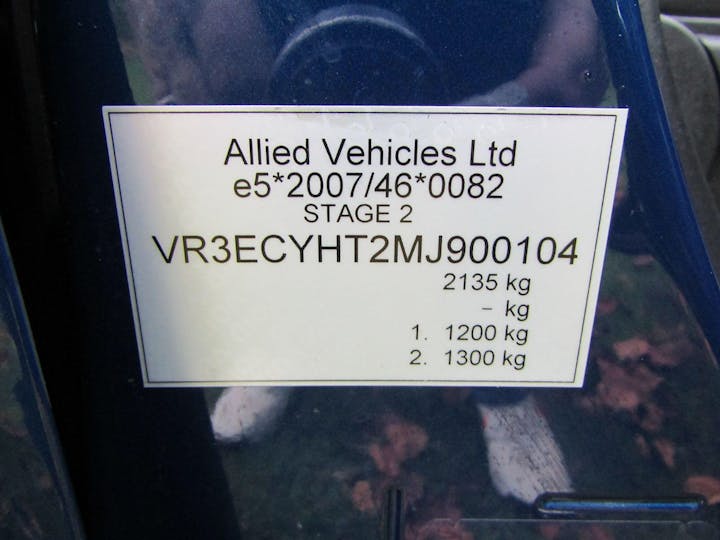 Allied Vehicles Ltd
e5*2007/46*0082
STAGE 2
VR3ECYHT2MJ900104
2135 kg
- kg
1. 1200 kg
2. 1300 kg